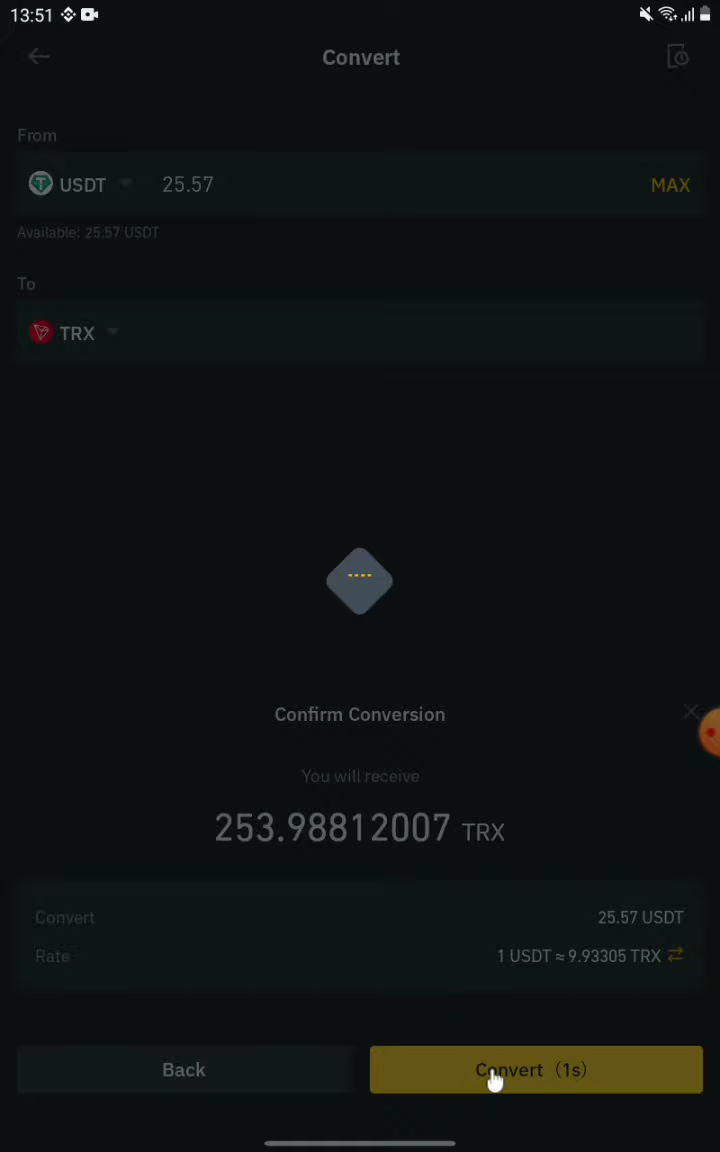 13:51
Convert
From
USDT 25.57 MAX
Available: 25.57 USDT
To
TRX
Confirm Conversion
You will receive
253.98812007 TRX
Convert 25.57 USDT
Rate 1 USDT ≈ 9.93305 TRX
Back Convert（1s）